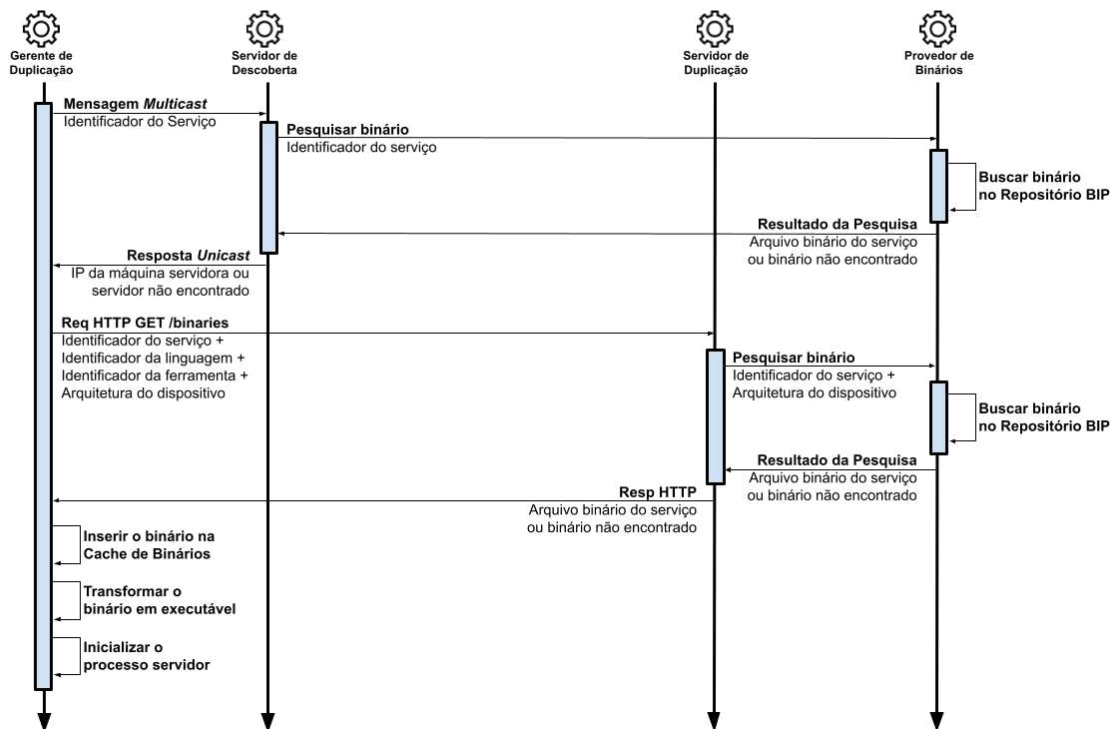 Gerente de
Duplicação
Servidor de
Descoberta
Servidor de
Duplicação
Provedor de
Binários
Mensagem Multicast
Identificador do Serviço
Pesquisar binário
Identificador do serviço
Buscar binário
no Repositório BIP
Resultado da Pesquisa
Arquivo binário do serviço
ou binário não encontrado
Resposta Unicast
IP da máquina servidora ou
servidor não encontrado
Req HTTP GET /binaries
Identificador do serviço +
Identificador da linguagem +
Identificador da ferramenta +
Arquitetura do dispositivo
Pesquisar binário
Identificador do serviço +
Arquitetura do dispositivo
Buscar binário
no Repositório BIP
Resultado da Pesquisa
Arquivo binário do serviço
ou binário não encontrado
Resp HTTP
Arquivo binário do serviço
ou binário não encontrado
Inserir o binário na
Cache de Binários
Transformar o
binário em executável
Inicializar o
processo servidor